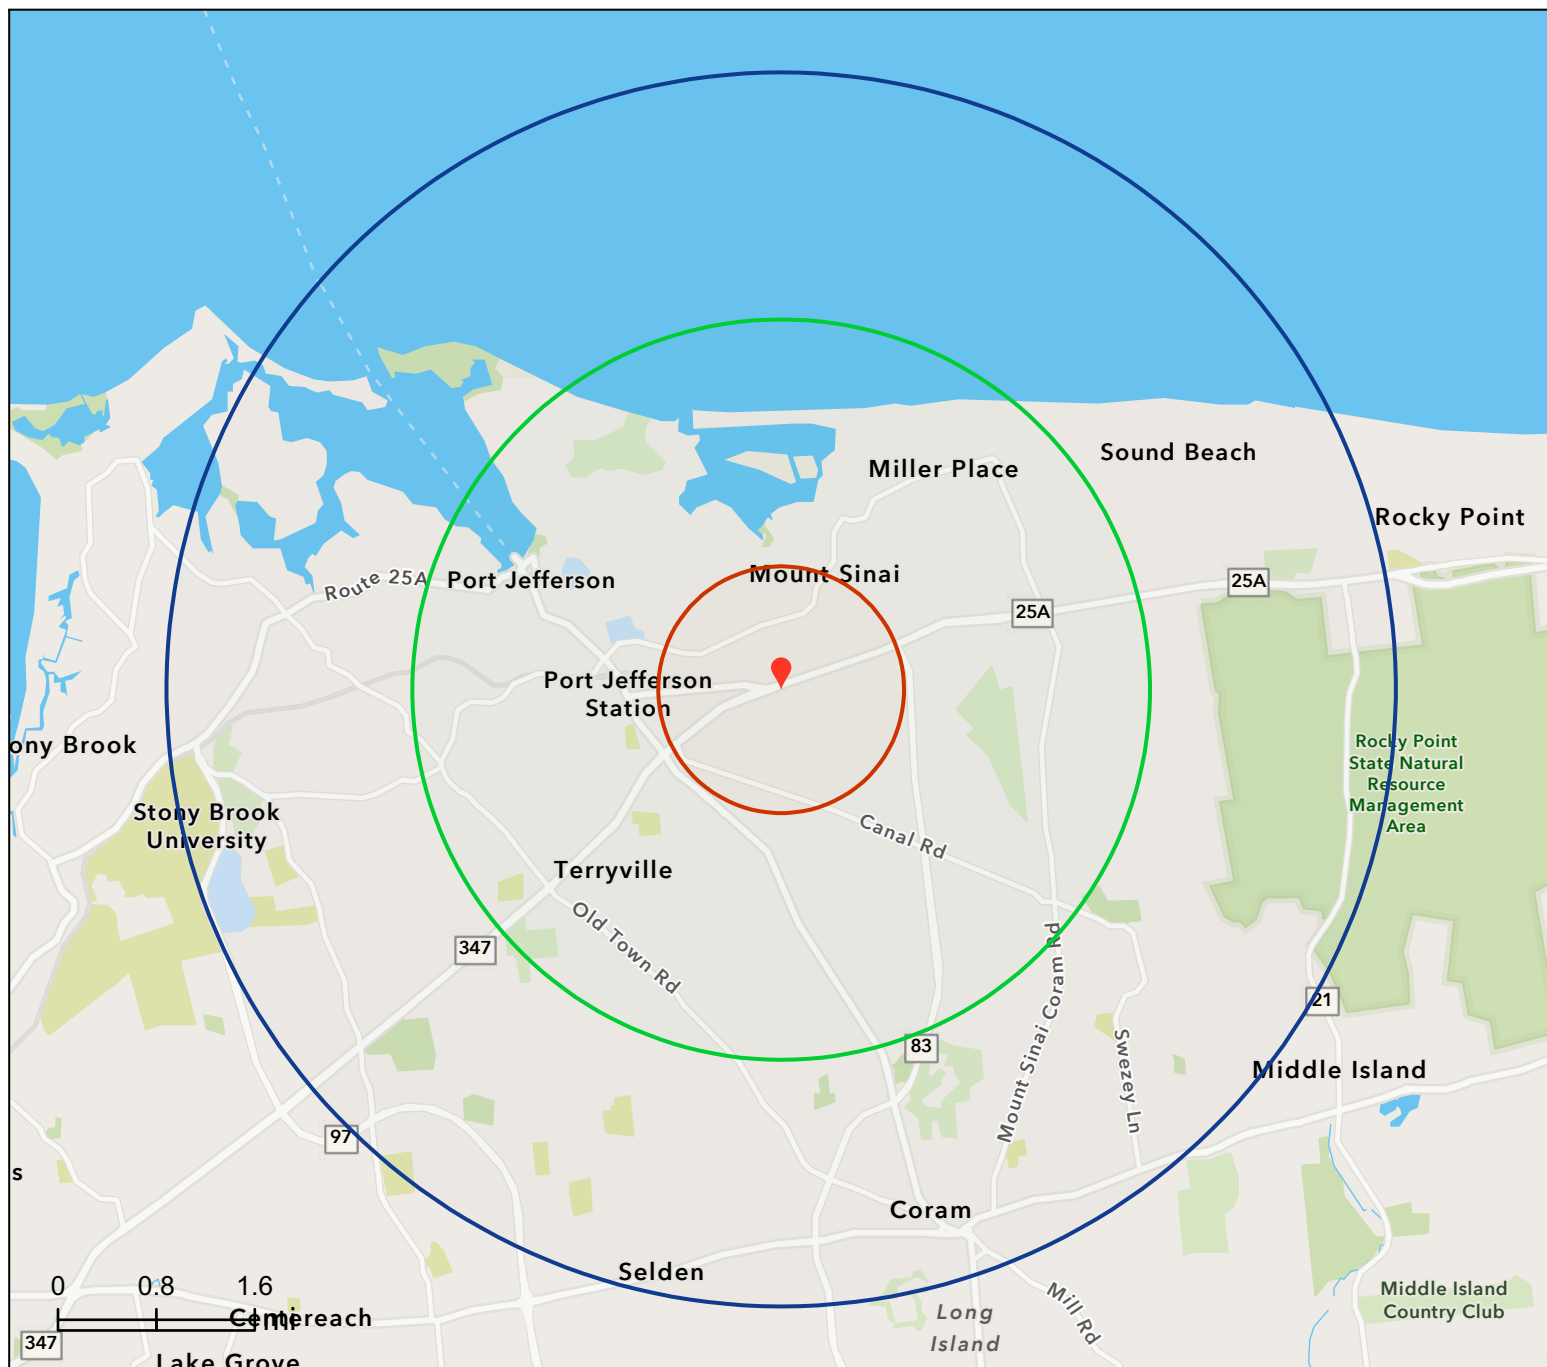 Sound Beach
Miller Place
Rocky Point
Mount Sinai
Port Jefferson
Route 25A
25A
25A
Port Jefferson
Station
ony Brook
Rocky Point
State Natural
Resource
Management
Area
Stony Brook
University
Canal Rd
Terryville
Old Town Rd
347
Mount Sinai Coram Rd
21
83
Swezey Ln
Middle Island
97
s
Coram
Selden
0 0.8 1.6
mi
Centereach
Mill Rd
Long
Island
Middle Island
Country Club
347
Lake Grove